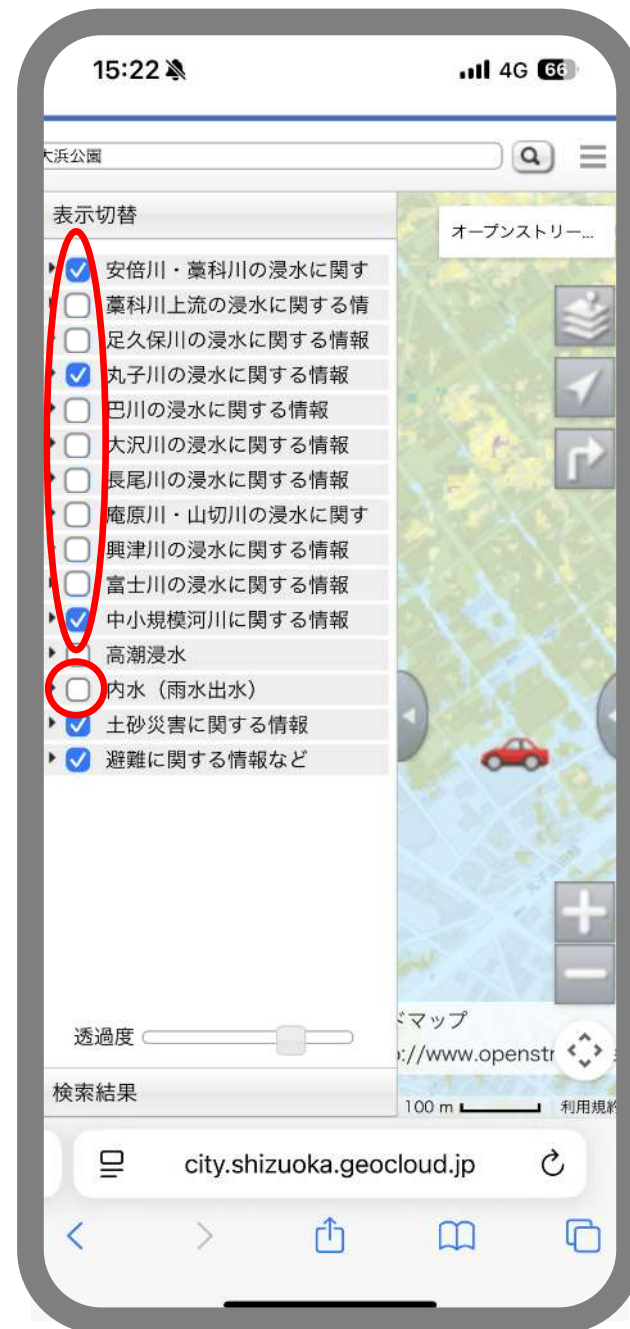 15:22
4G 66
大浜公園
表示切替
オープンストリー...
安倍川・藁科川の浸水に関す
藁科川上流の浸水に関する情
足久保川の浸水に関する情報
丸子川の浸水に関する情報
巴川の浸水に関する情報
大沢川の浸水に関する情報
長尾川の浸水に関する情報
庵原川・山切川の浸水に関す
興津川の浸水に関する情報
富士川の浸水に関する情報
中小規模河川に関する情報
高潮浸水
内水（雨水出水）
土砂災害に関する情報
避難に関する情報など
透過度
ドマップ
://www.openstr
検索結果
100 m 利用規約
city.shizuoka.geocloud.jp